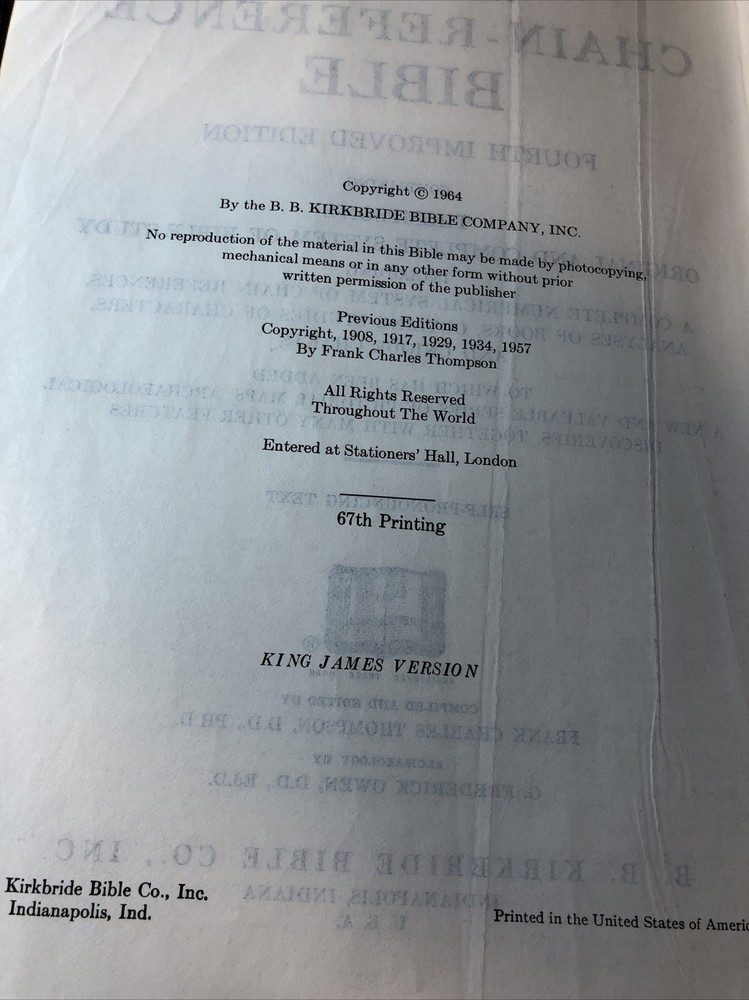 Copyright © 1964
By the B. B. KIRKBRIDE BIBLE COMPANY, INC.
No reproduction of the material in this Bible may be made by photocopying,
mechanical means or in any other form without prior
written permission of the publisher
Previous Editions
Copyright, 1908, 1917, 1929, 1934, 1957
By Frank Charles Thompson
All Rights Reserved
Throughout The World
Entered at Stationers' Hall, London
67th Printing
KING JAMES VERSION
Kirkbride Bible Co., Inc.
Indianapolis, Ind.
Printed in the United States of Americ